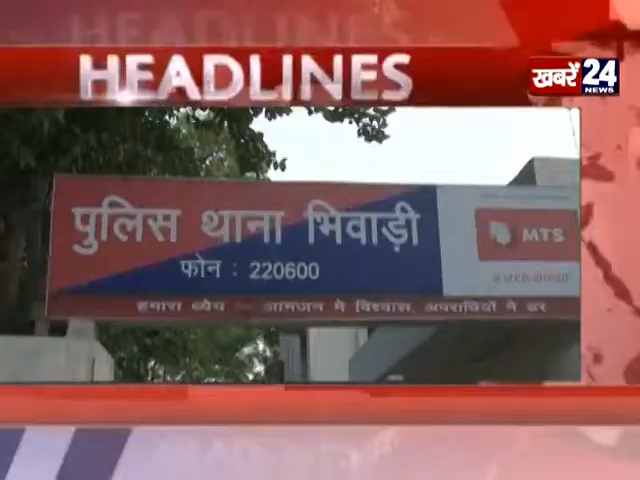 HEADLINES
खबरें 24
NEWS
पुलिस थाना भिवाड़ी
फोन : 220600
MTS
हमारा ध्येय - आमजन मे विश्वास, अपराधियों मे डर